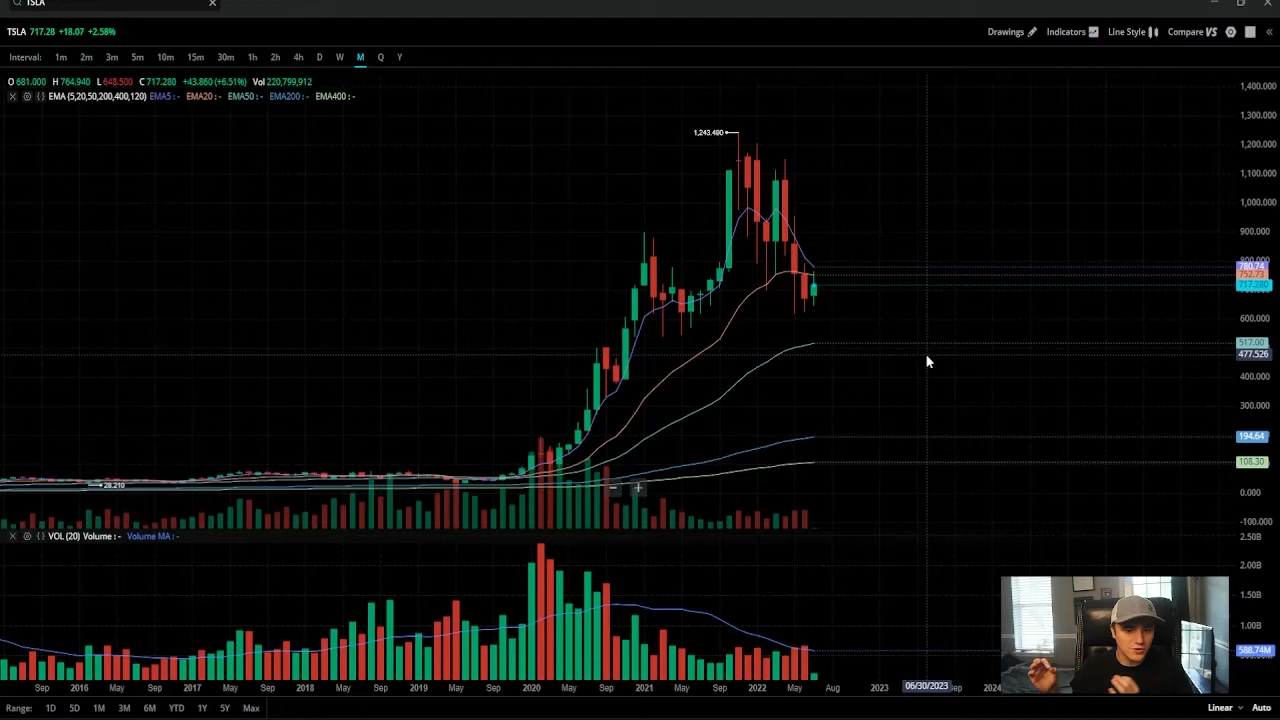 TSLA
TSLA 717.28 +18.07 +2.58%
Drawings Indicators Line Style Compare VS
Interval: 1m 2m 3m 5m 10m 15m 30m 1h 2h 4h D W M Q Y
O 681.000 H 764.940 L 648.500 C 717.280 +43.860 (+6.51%) Vol 220,799,912
EMA (5,20,50,200,400,120) EMA5 : - EMA20 : - EMA50 : - EMA200 : - EMA400 : -
1,400.000
1,300.000
1,243.490
1,200.000
1,100.000
1,000.000
900.000
800.000
780.74
752.73
717.280
600.000
517.00
477.526
400.000
300.000
194.64
108.30
28.210
0.000
-100.000
VOL (20) Volume : - Volume MA : -
2.50B
2.00B
1.50B
1.00B
588.74M
Sep 2016 May Sep 2017 May Sep 2018 May Sep 2019 May Sep 2020 May Sep 2021 May Sep 2022 May Aug 2023 06/30/2023 ep 2024
Range: 1D 5D 1M 3M 6M YTD 1Y 5Y Max
Linear Auto